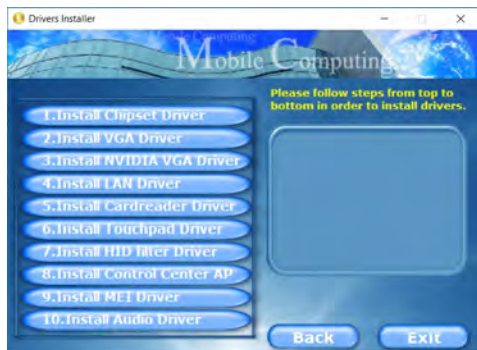 Drivers Installer
Mobile Computing
Mobile Computing
Please follow steps from top to
bottom in order to install drivers.
1.Install Chipset Driver
2.Install VGA Driver
3.Install NVIDIA VGA Driver
4.Install LAN Driver
5.Install Cardreader Driver
6.Install Touchpad Driver
7.Install HID filter Driver
8.Install Control Center AP
9.Install MEI Driver
10.Install Audio Driver
Back
Exit